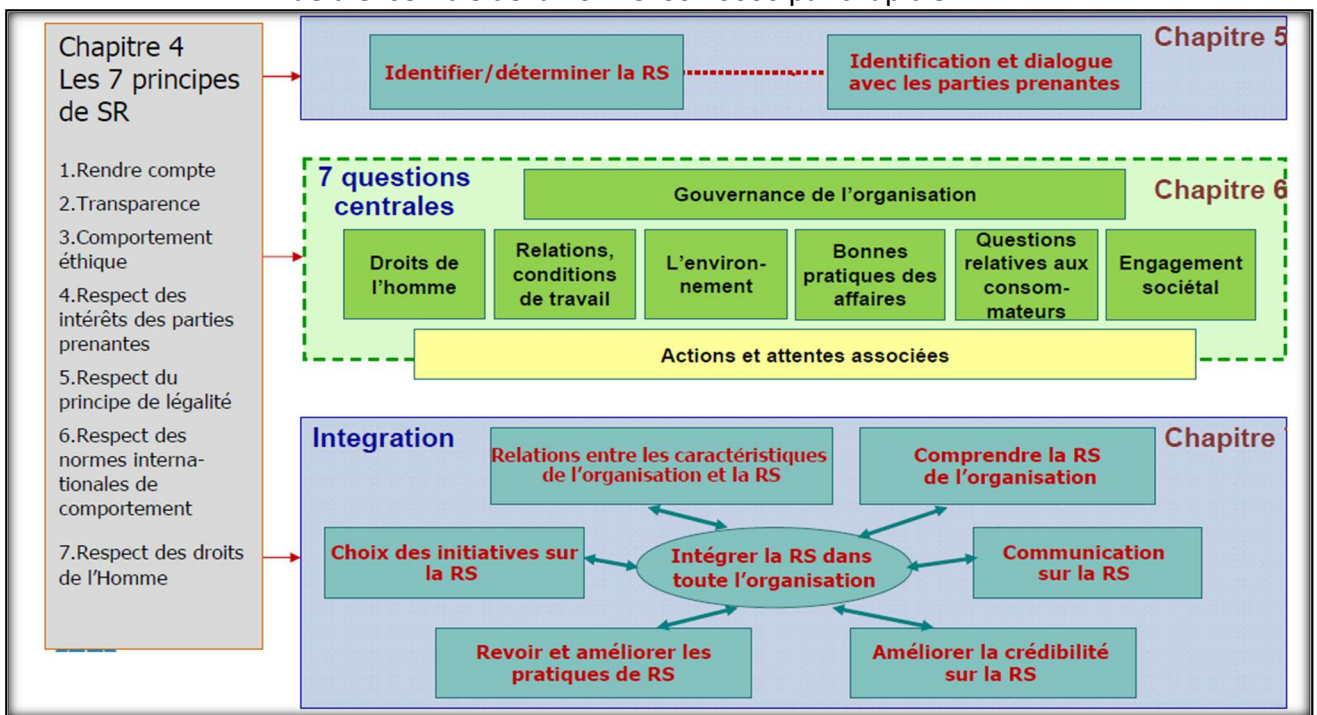 Chapitre 4
Les 7 principes
de SR
1.Rendre compte
2.Transparence
3.Comportement
éthique
4.Respect des
intérêts des parties
prenantes
5.Respect du
principe de légalité
6.Respect des
normes interna-
tionales de
comportement
7.Respect des droits
de l'Homme
Chapitre 5
Identifier/déterminer la RS
Identification et dialogue
avec les parties prenantes
7 questions
centrales
Gouvernance de l'organisation
Chapitre 6
Droits de
l'homme
Relations,
conditions
de travail
L'environ-
nement
Bonnes
pratiques des
affaires
Questions
relatives aux
consom-
mateurs
Engagement
sociétal
Actions et attentes associées
Integration
Chapitre
Relations entre les caractéristiques
de l'organisation et la RS
Comprendre la RS
de l'organisation
Choix des initiatives sur
la RS
Intégrer la RS dans
toute l'organisation
Communication
sur la RS
Revoir et améliorer les
pratiques de RS
Améliorer la crédibilité
sur la RS